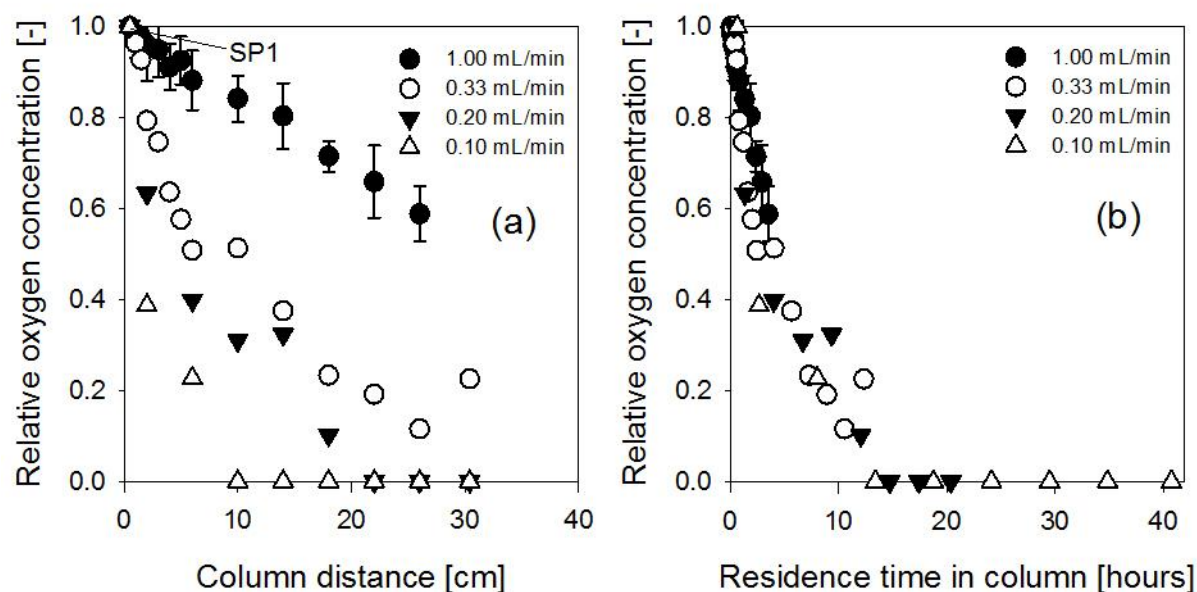 Relative oxygen concentration [-]
1.0
0.8
0.6
0.4
0.2
0.0
SP1
1.00 mL/min
0.33 mL/min
0.20 mL/min
0.10 mL/min
(a)
0 10 20 30 40
Column distance [cm]
Relative oxygen concentration [-]
1.0
0.8
0.6
0.4
0.2
0.0
1.00 mL/min
0.33 mL/min
0.20 mL/min
0.10 mL/min
(b)
0 10 20 30 40
Residence time in column [hours]